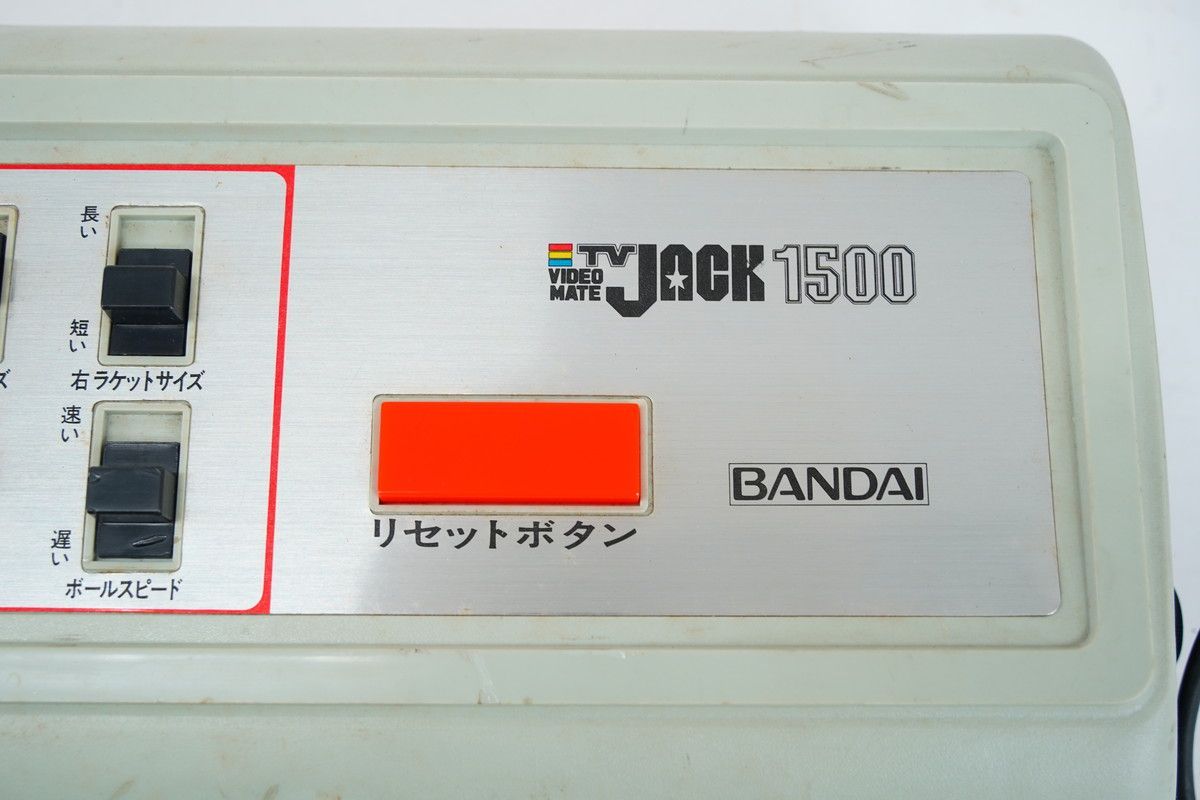 長い
短い
右ラケットサイズ
速い
遅い
ボールスピード
TV JACK 1500
VIDEO
MATE
リセットボタン
BANDAI